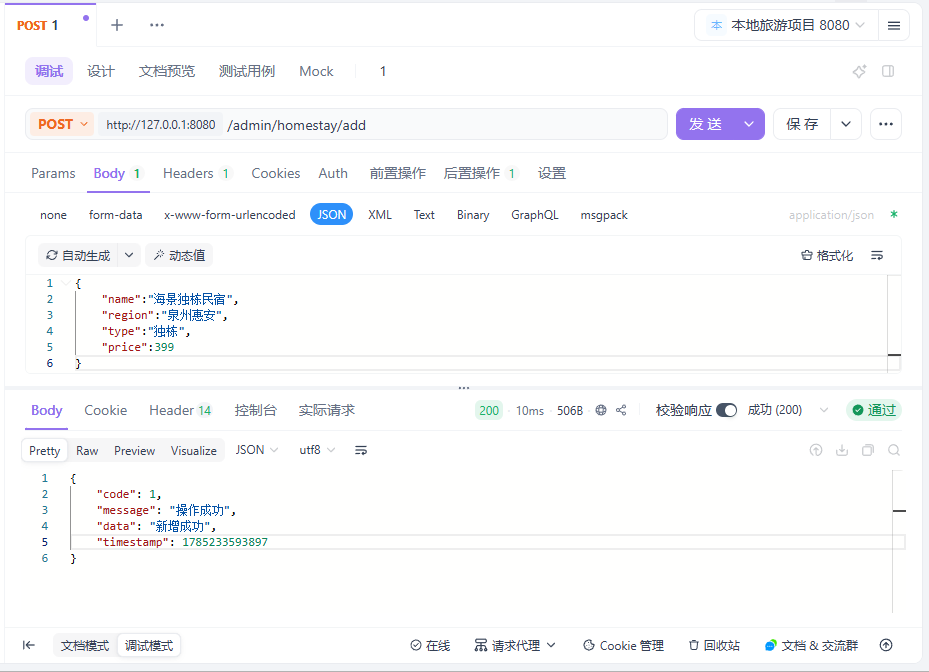 POST 1
本 本地旅游项目 8080
调试 设计 文档预览 测试用例 Mock 1
POST http://127.0.0.1:8080 /admin/homestay/add 发 送 保 存
Params Body 1 Headers 1 Cookies Auth 前置操作 后置操作 1 设置
none form-data x-www-form-urlencoded JSON XML Text Binary GraphQL msgpack application/json *
自动生成 动态值 格式化
1 {
2 "name":"海景独栋民宿",
3 "region":"泉州惠安",
4 "type":"独栋",
5 "price":399
6 }
Body Cookie Header 14 控制台 实际请求 200 · 10ms · 506B 校验响应 成功 (200) 通过
Pretty Raw Preview Visualize JSON utf8
1 {
2 "code": 1,
3 "message": "操作成功",
4 "data": "新增成功",
5 "timestamp": 1785233593897
6 }
文档模式 调试模式 在线 请求代理 Cookie 管理 回收站 文档 & 交流群